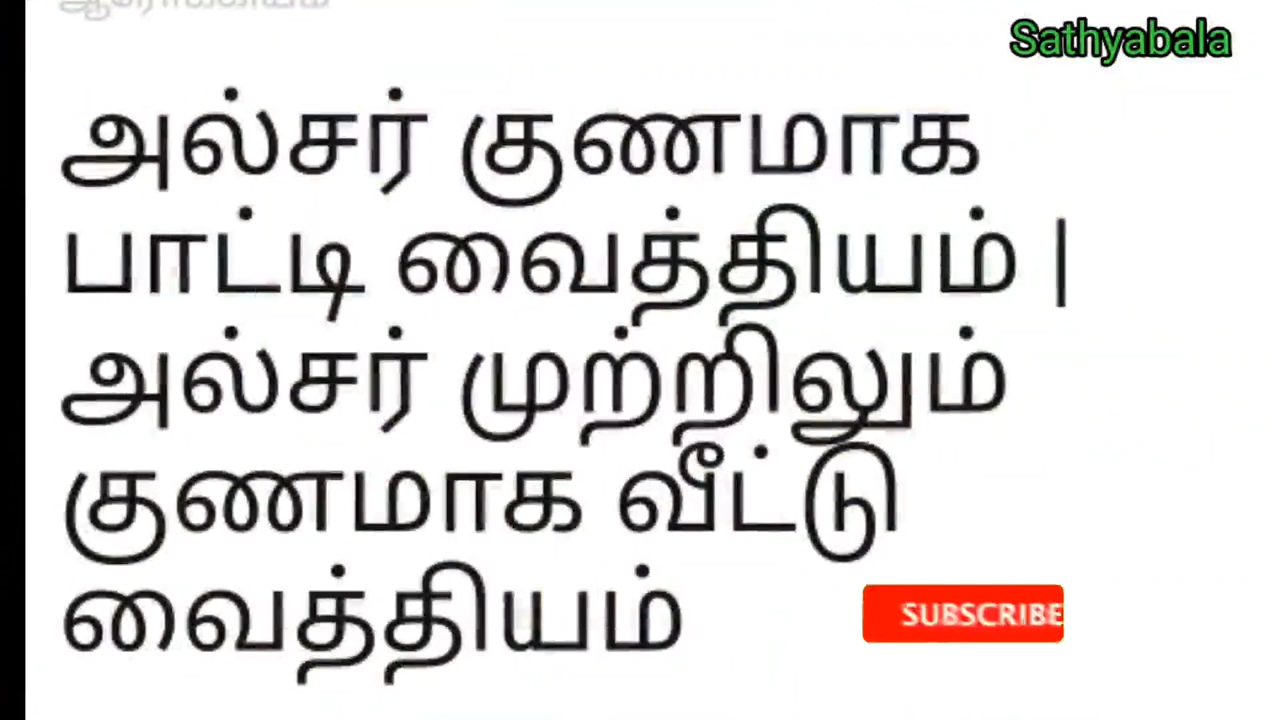 Sathyabala
அல்சர் குணமாக
பாட்டி வைத்தியம் |
அல்சர் முற்றிலும்
குணமாக வீட்டு
வைத்தியம்
SUBSCRIBE